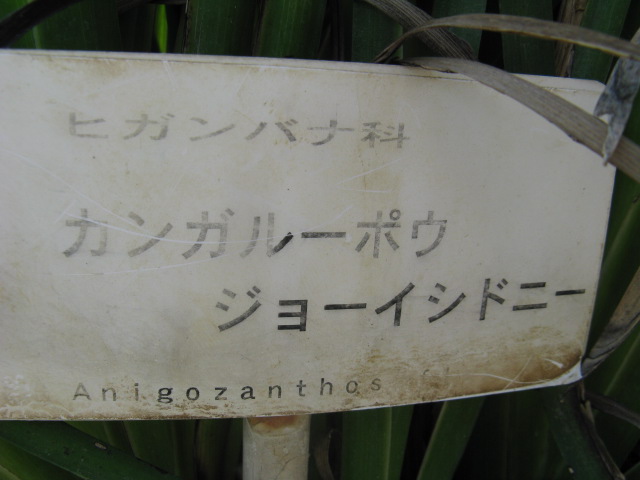 ヒガンバナ科
カンガルーポウ
ジョーイシドニー
Anigozanthos